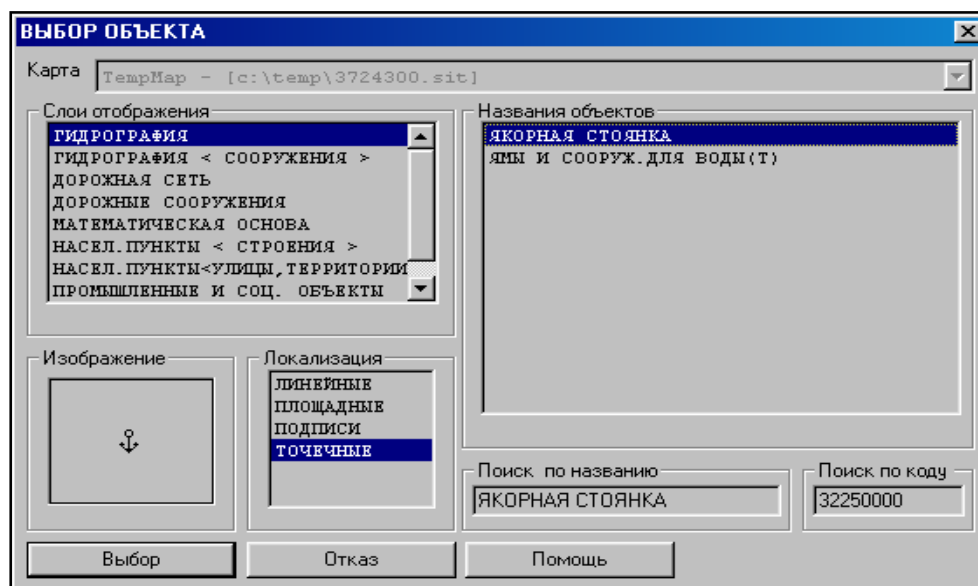 ВЫБОР ОБЪЕКТА
Карта TempMap - [c:\temp\3724300.sit]
Слои отображения
ГИДРОГРАФИЯ
ГИДРОГРАФИЯ < СООРУЖЕНИЯ >
ДОРОЖНАЯ СЕТЬ
ДОРОЖНЫЕ СООРУЖЕНИЯ
МАТЕМАТИЧЕСКАЯ ОСНОВА
НАСЕЛ.ПУНКТЫ < СТРОЕНИЯ >
НАСЕЛ.ПУНКТЫ<УЛИЦЫ,ТЕРРИТОРИИ
ПРОМЫШЛЕННЫЕ И СОЦ. ОБЪЕКТЫ
Названия объектов
ЯКОРНАЯ СТОЯНКА
ЯМЫ И СООРУЖ.ДЛЯ ВОДЫ(Т)
Изображение
Локализация
ЛИНЕЙНЫЕ
ПЛОЩАДНЫЕ
ПОДПИСИ
ТОЧЕЧНЫЕ
Поиск по названию
ЯКОРНАЯ СТОЯНКА
Поиск по коду
32250000
Выбор
Отказ
Помощь